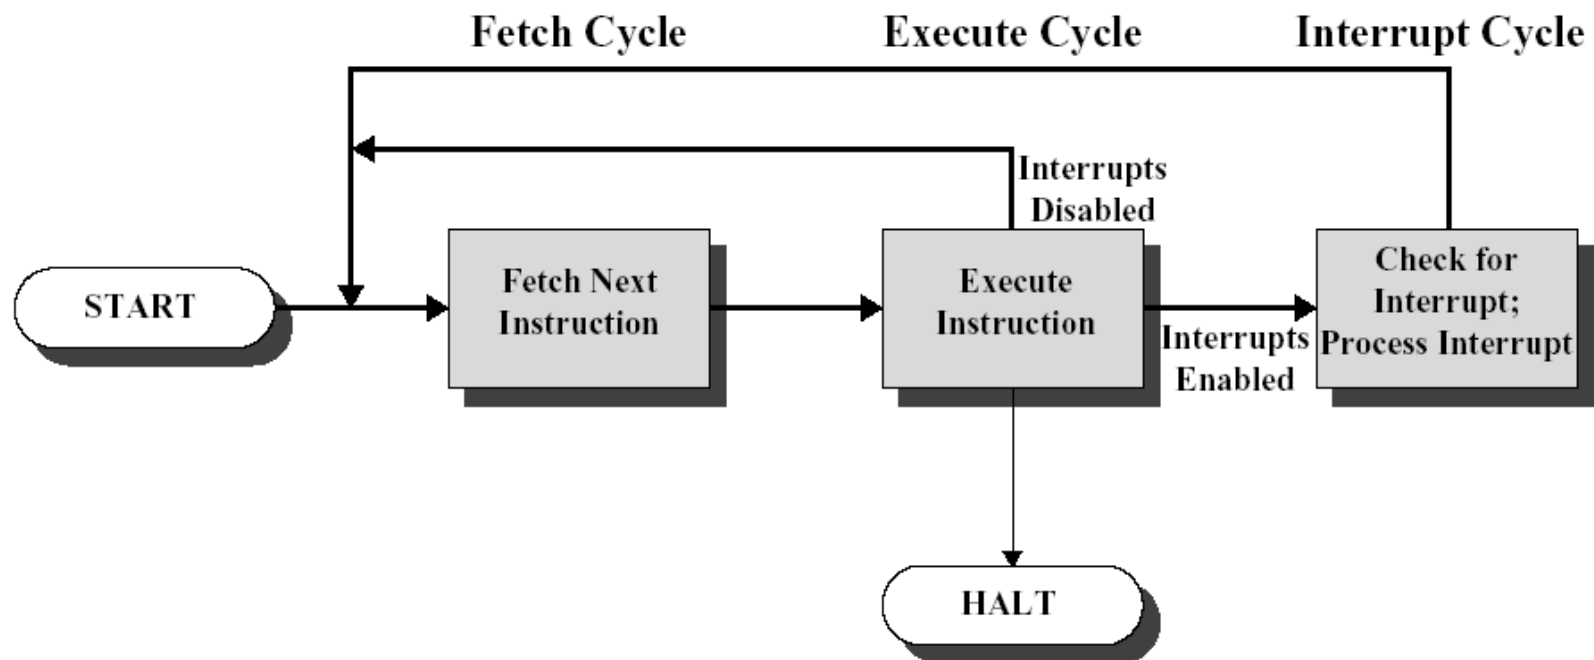 Fetch Cycle
Execute Cycle
Interrupt Cycle
Interrupts
Disabled
START
Fetch Next
Instruction
Execute
Instruction
Interrupts
Enabled
Check for
Interrupt;
Process Interrupt
HALT